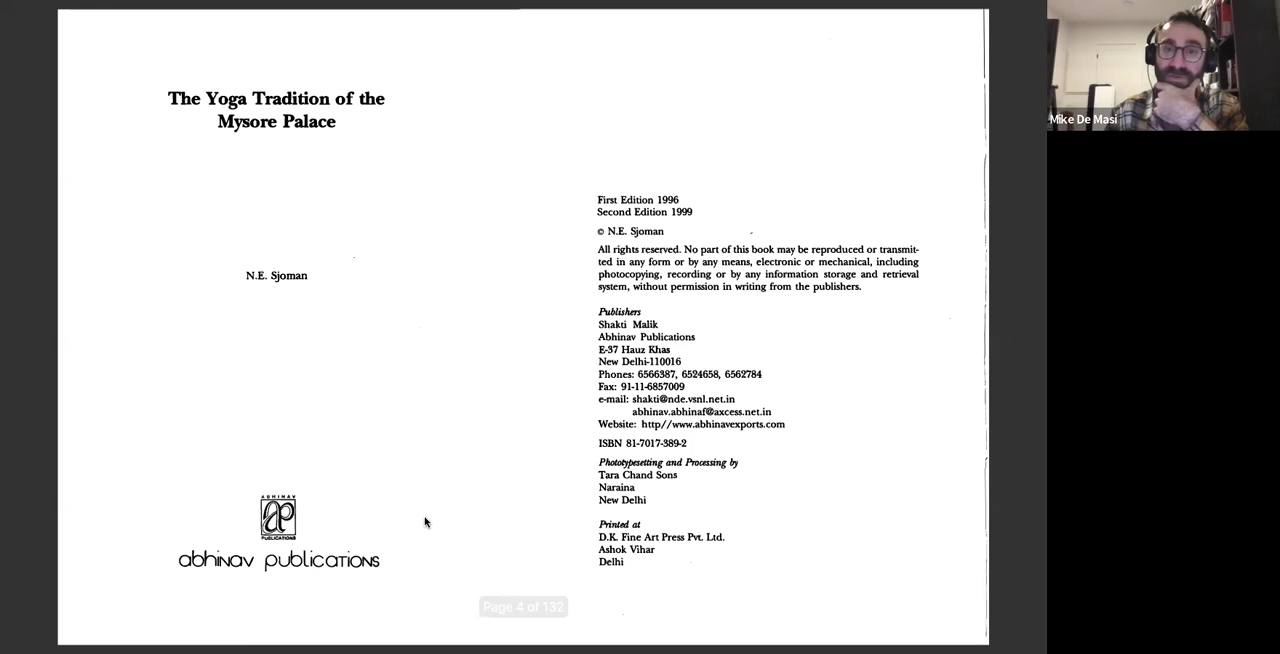 The Yoga Tradition of the
Mysore Palace
N.E. Sjoman
ABHINAV
PUBLICATIONS
abhinav publications
First Edition 1996
Second Edition 1999
© N.E. Sjoman
All rights reserved. No part of this book may be reproduced or transmit-
ted in any form or by any means, electronic or mechanical, including
photocopying, recording or by any information storage and retrieval
system, without permission in writing from the publishers.
Publishers
Shakti Malik
Abhinav Publications
E-37 Hauz Khas
New Delhi-110016
Phones: 6566387, 6524658, 6562784
Fax: 91-11-6857009
e-mail: shakti@nde.vsnl.net.in
abhinav.abhinaf@axcess.net.in
Website: http//www.abhinavexports.com
ISBN 81-7017-389-2
Phototypesetting and Processing by
Tara Chand Sons
Naraina
New Delhi
Printed at
D.K. Fine Art Press Pvt. Ltd.
Ashok Vihar
Delhi
Page 4 of 132
Mike De Masi